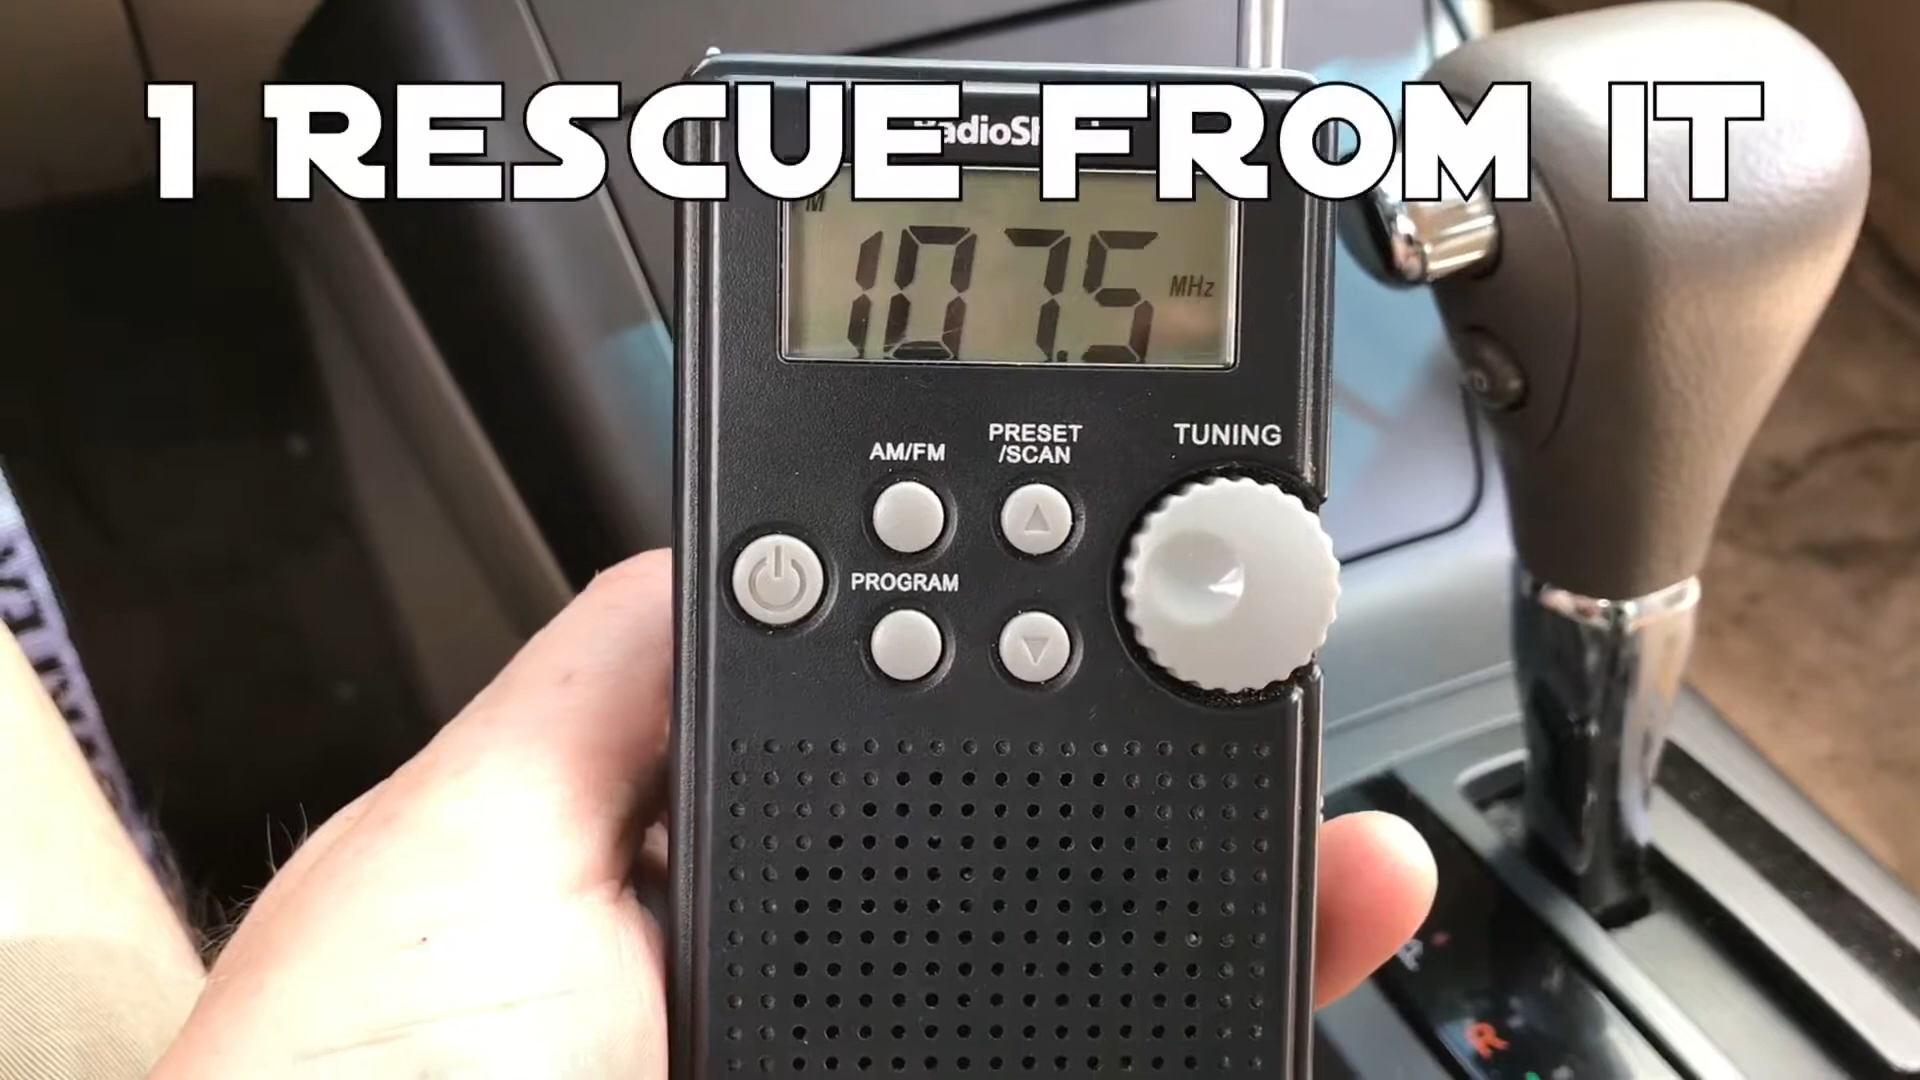 1 RESCUE FROM IT
M
107.5 MHz
AM/FM
PRESET
/SCAN
TUNING
PROGRAM
R